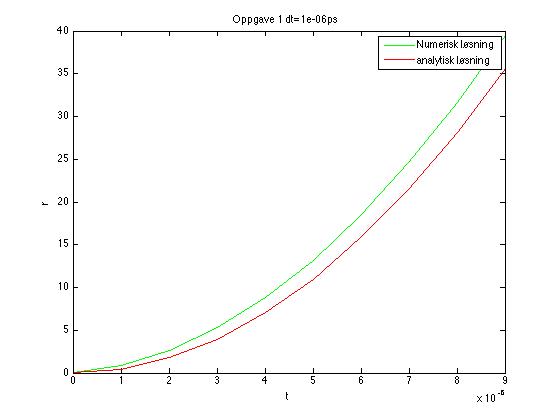 Oppgave 1 dt=1e-06ps
Numerisk løsning
analytisk løsning
40
35
30
25
20
15
10
5
0
r
0 1 2 3 4 5 6 7 8 9
t
x 10^-6